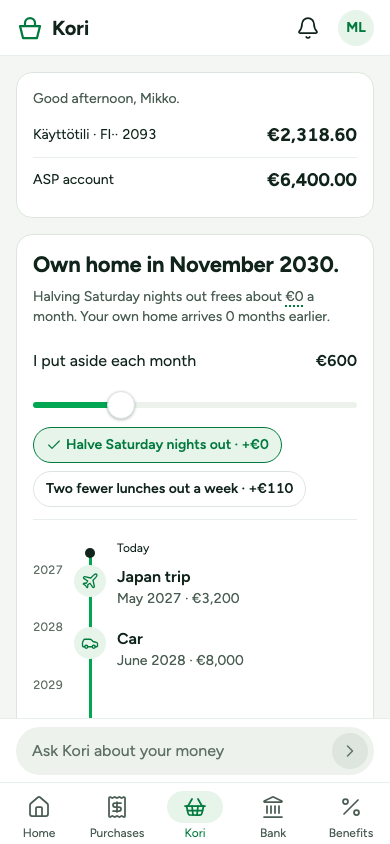 Kori
ML
Good afternoon, Mikko.
Käyttötili · FI·· 2093
€2,318.60
ASP account
€6,400.00
Own home in November 2030.
Halving Saturday nights out frees about €0 a
month. Your own home arrives 0 months earlier.
I put aside each month
€600
Halve Saturday nights out · +€0
Two fewer lunches out a week · +€110
Today
2027
Japan trip
May 2027 · €3,200
2028
Car
June 2028 · €8,000
2029
Ask Kori about your money
Home
Purchases
Kori
Bank
Benefits